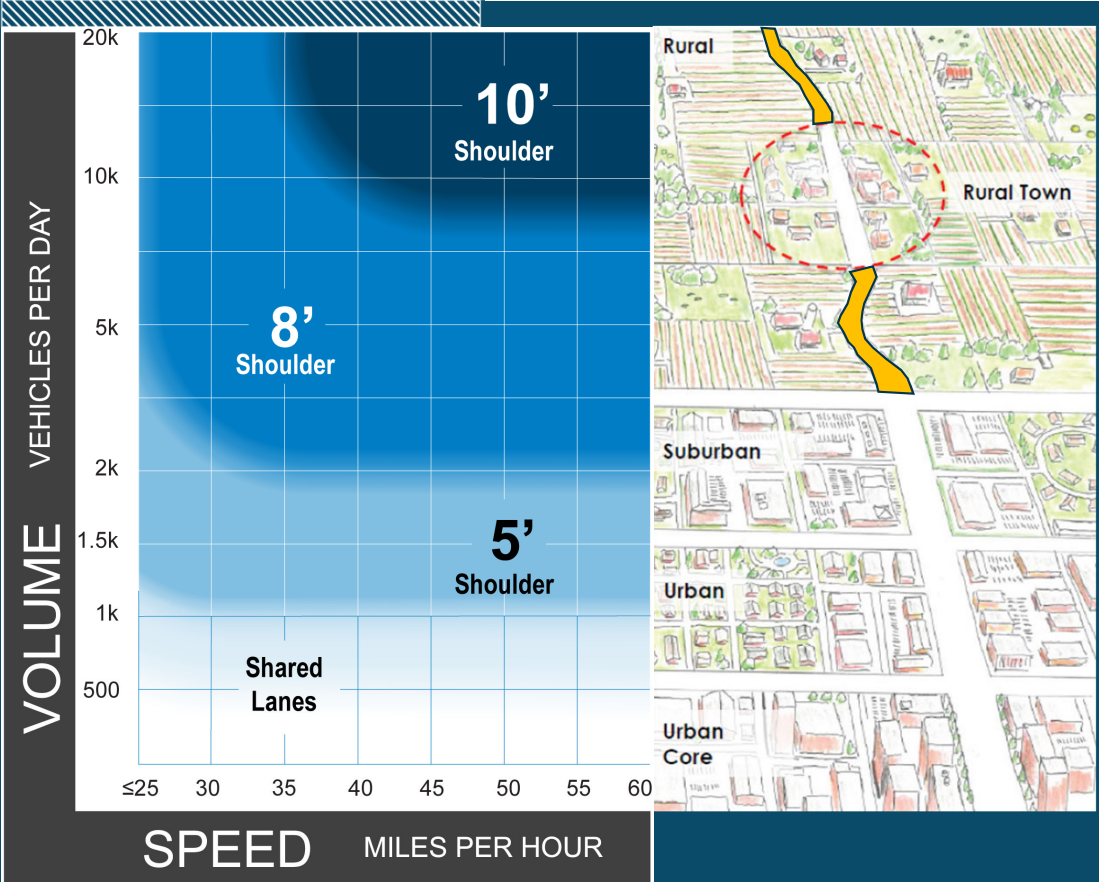 20k
10k
5k
2k
1.5k
1k
500
VOLUME VEHICLES PER DAY
10’
Shoulder
8’
Shoulder
5’
Shoulder
Shared
Lanes
≤25 30 35 40 45 50 55 60
SPEED MILES PER HOUR
Rural
Rural Town
Suburban
Urban
Urban
Core